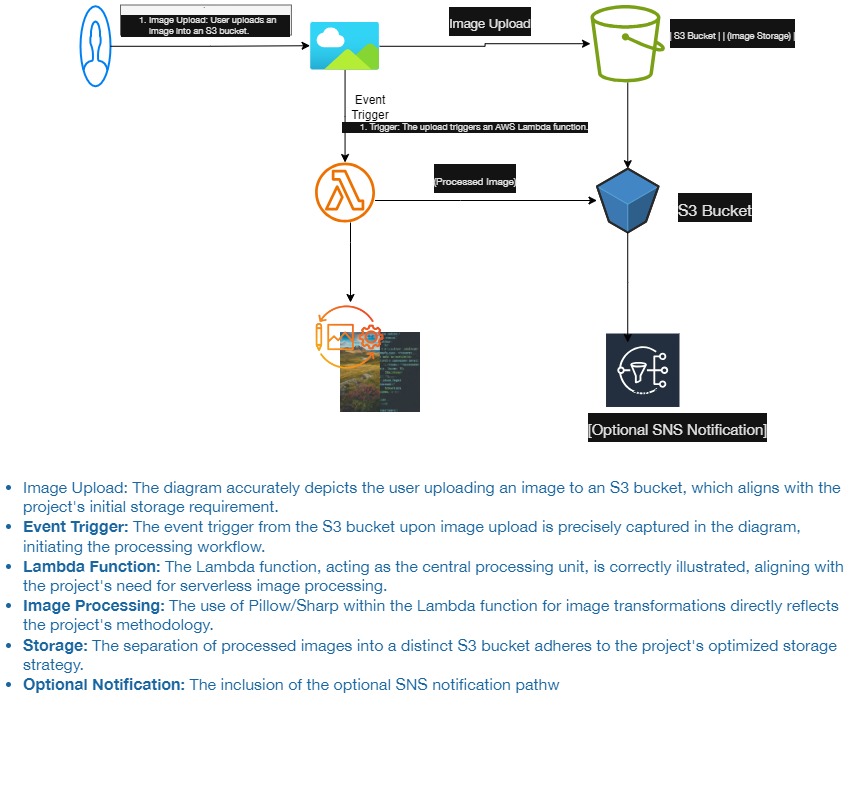 1. Image Upload: User uploads an
image into an S3 bucket.
Image Upload
| S3 Bucket | | (Image Storage) |
Event
Trigger
1. Trigger: The upload triggers an AWS Lambda function.
(Processed Image)
S3 Bucket
[Optional SNS Notification]
• Image Upload: The diagram accurately depicts the user uploading an image to an S3 bucket, which aligns with the
project's initial storage requirement.
• Event Trigger: The event trigger from the S3 bucket upon image upload is precisely captured in the diagram,
initiating the processing workflow.
• Lambda Function: The Lambda function, acting as the central processing unit, is correctly illustrated, aligning with
the project's need for serverless image processing.
• Image Processing: The use of Pillow/Sharp within the Lambda function for image transformations directly reflects
the project's methodology.
• Storage: The separation of processed images into a distinct S3 bucket adheres to the project's optimized storage
strategy.
• Optional Notification: The inclusion of the optional SNS notification pathw